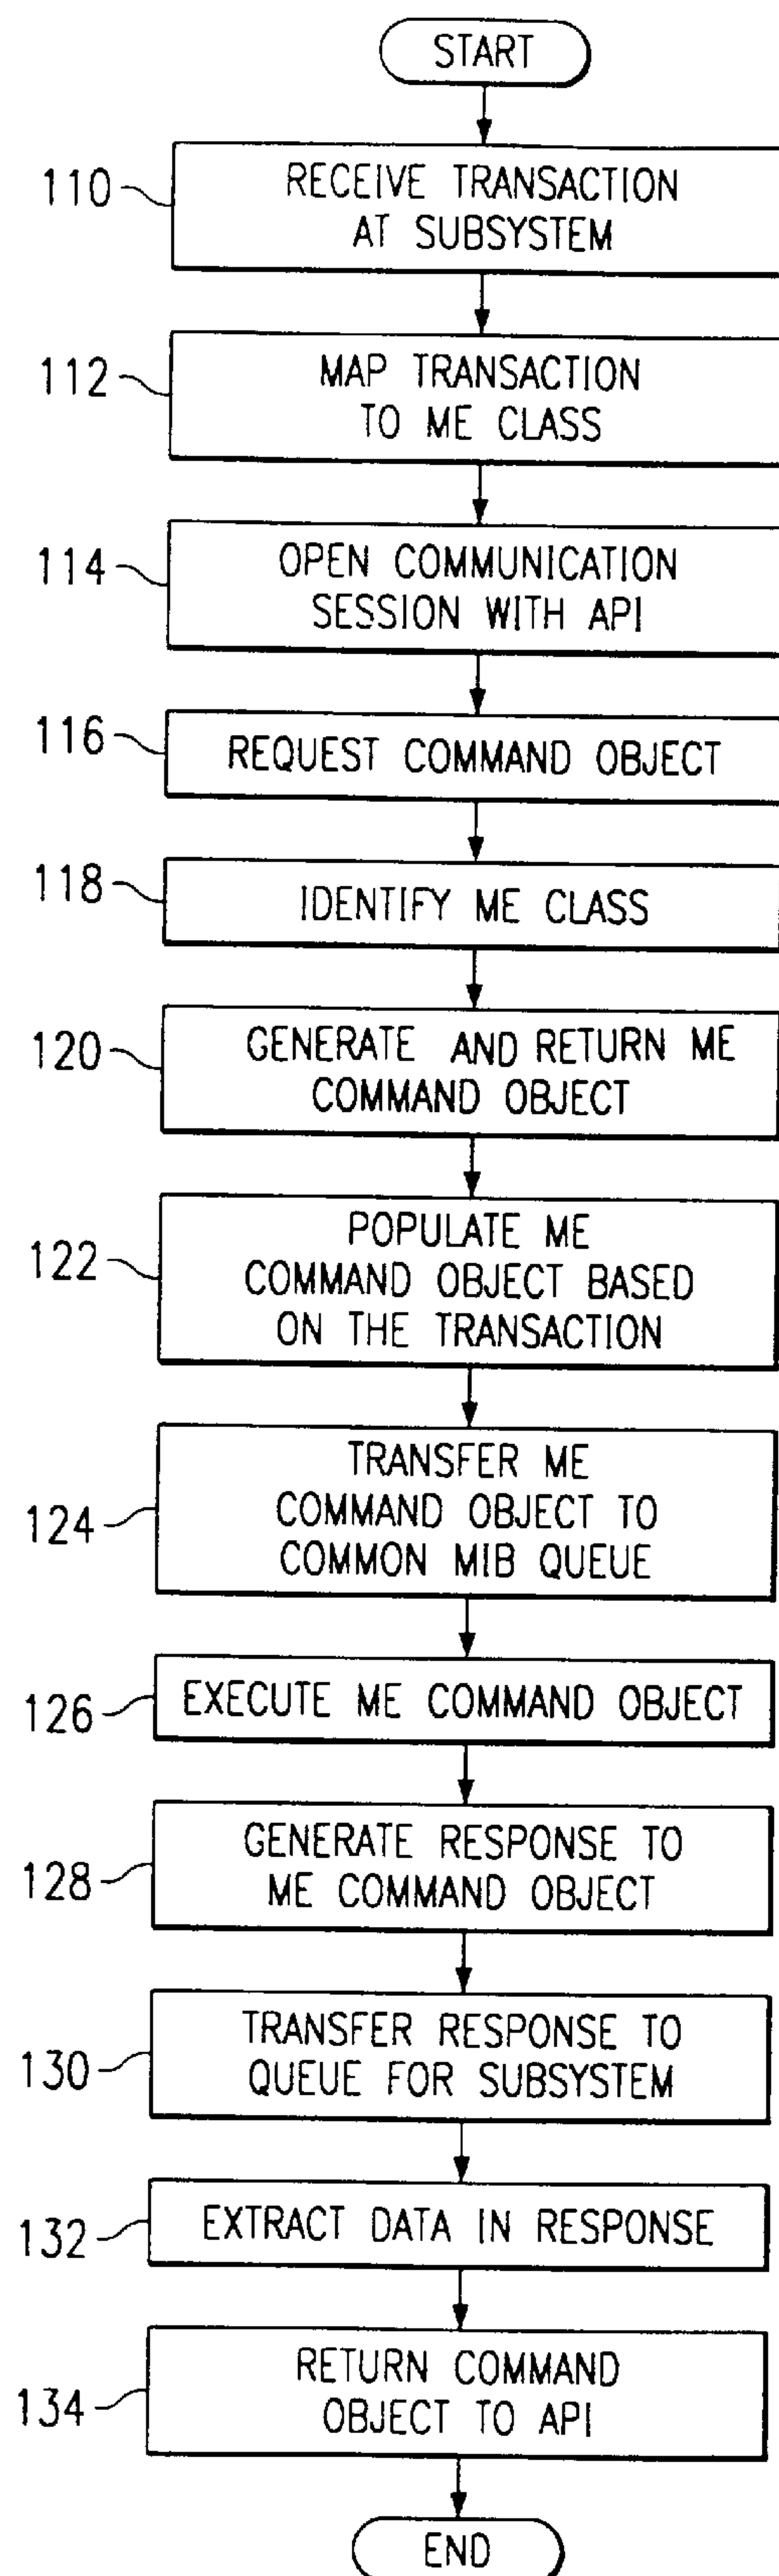 START
110
RECEIVE TRANSACTION
AT SUBSYSTEM
112
MAP TRANSACTION
TO ME CLASS
114
OPEN COMMUNICATION
SESSION WITH API
116
REQUEST COMMAND OBJECT
118
IDENTIFY ME CLASS
120
GENERATE AND RETURN ME
COMMAND OBJECT
122
POPULATE ME
COMMAND OBJECT BASED
ON THE TRANSACTION
124
TRANSFER ME
COMMAND OBJECT TO
COMMON MIB QUEUE
126
EXECUTE ME COMMAND OBJECT
128
GENERATE RESPONSE TO
ME COMMAND OBJECT
130
TRANSFER RESPONSE TO
QUEUE FOR SUBSYSTEM
132
EXTRACT DATA IN RESPONSE
134
RETURN COMMAND
OBJECT TO API
END